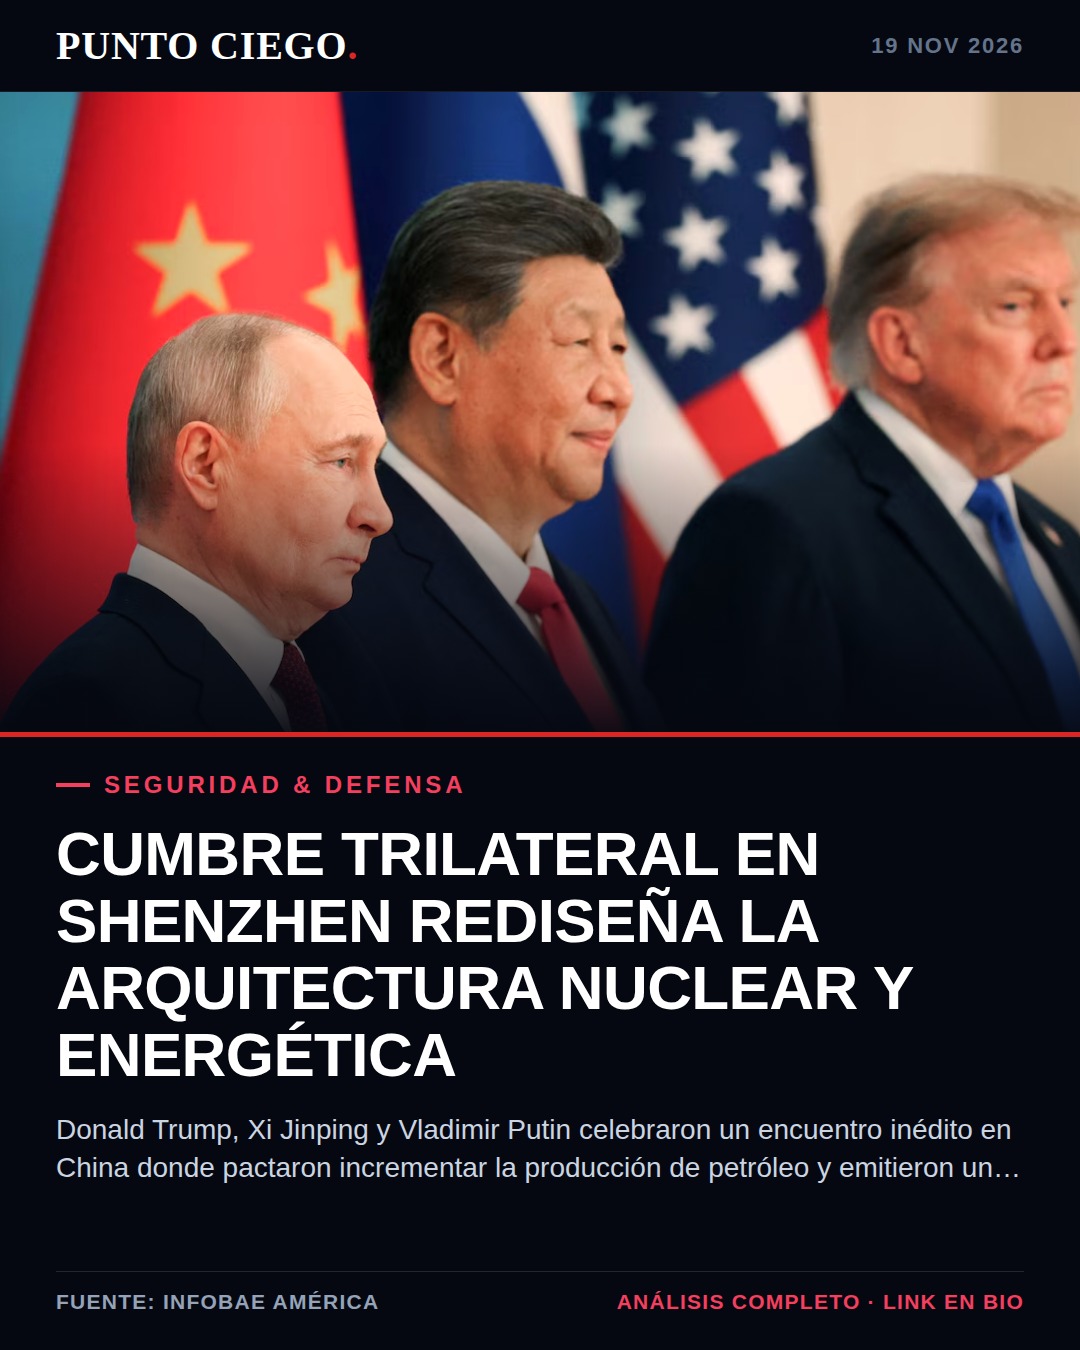 PUNTO CIEGO.
19 NOV 2026
SEGURIDAD & DEFENSA
CUMBRE TRILATERAL EN
SHENZHEN REDISEÑA LA
ARQUITECTURA NUCLEAR Y
ENERGÉTICA
Donald Trump, Xi Jinping y Vladimir Putin celebraron un encuentro inédito en
China donde pactaron incrementar la producción de petróleo y emitieron un…
FUENTE: INFOBAE AMÉRICA
ANÁLISIS COMPLETO · LINK EN BIO